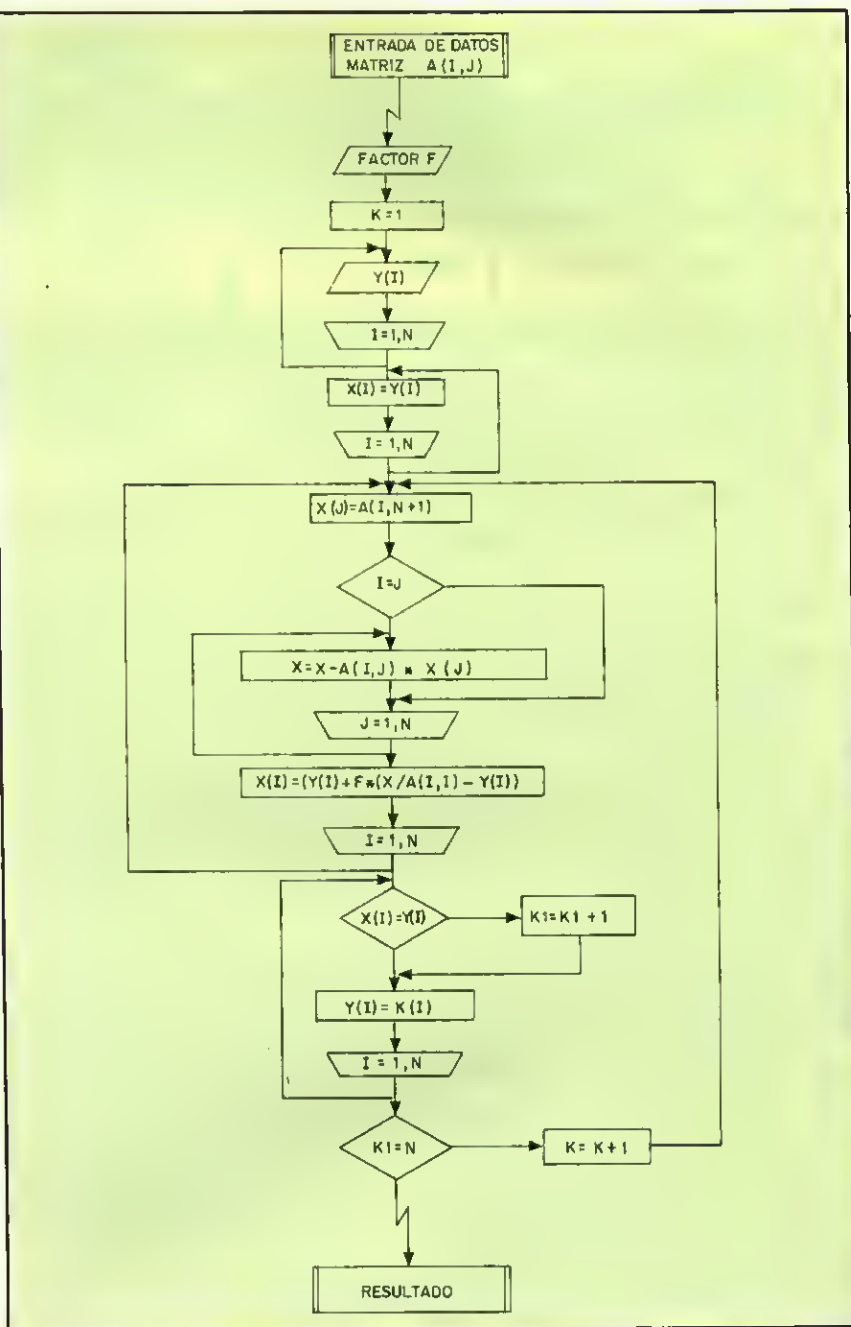 ENTRADA DE DATOS
MATRIZ A(I,J)
FACTOR F
K=1
Y(I)
I=1,N
X(I)=Y(I)
I=1,N
X(J)=A(I,N+1)
I=J
X=X-A(I,J) * X(J)
J=1,N
X(I)=(Y(I)+F*(X/A(I,I)-Y(I))
I=1,N
X(I)=Y(I)
K1=K1+1
Y(I)=K(I)
I=1,N
K1=N
K=K+1
RESULTADO